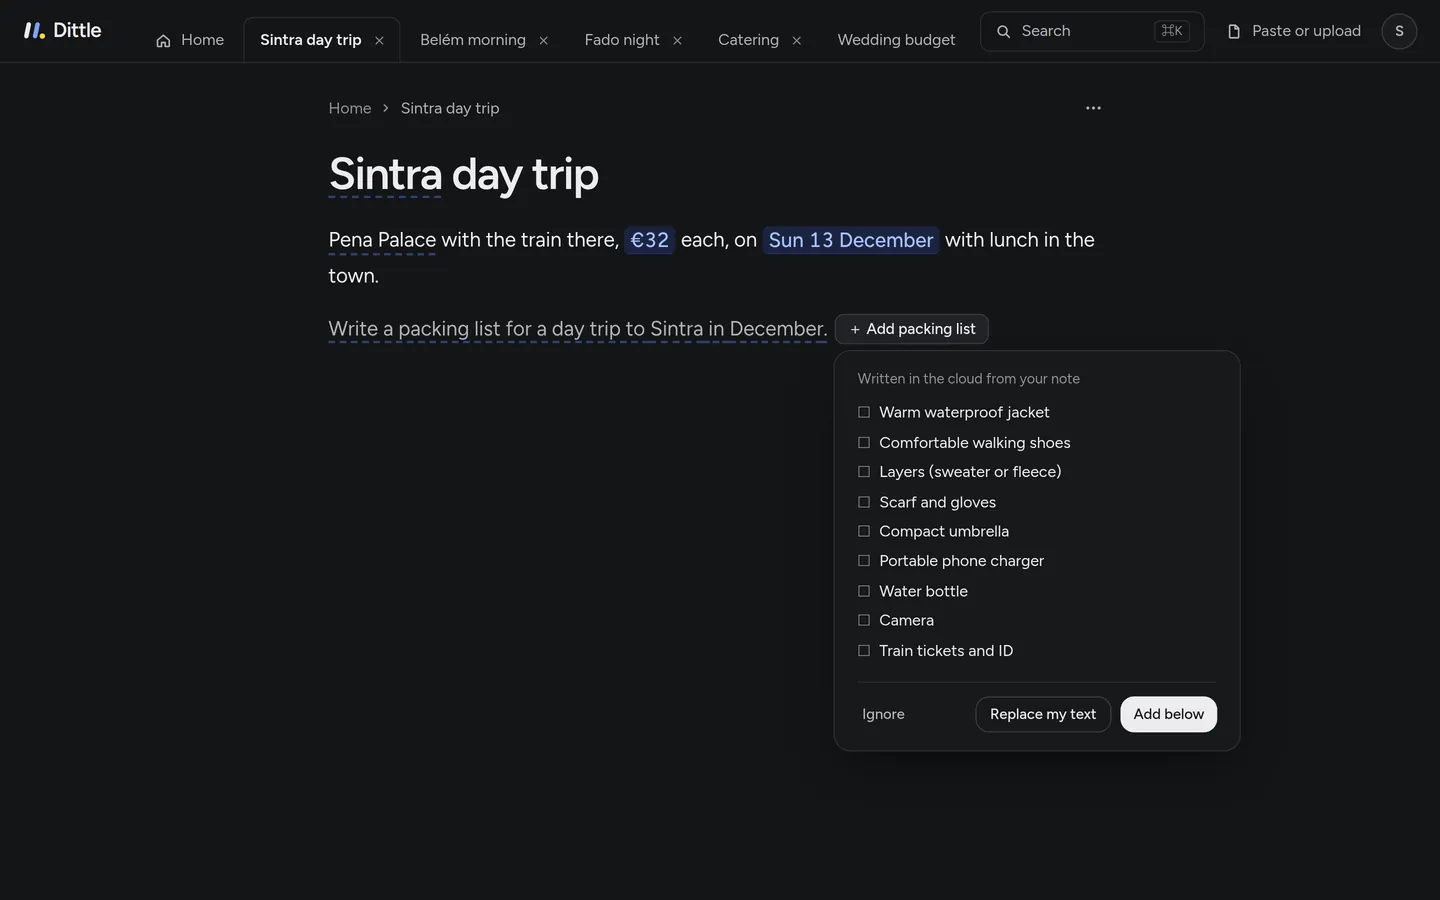 Dittle
Home
Sintra day trip
Belém morning
Fado night
Catering
Wedding budget
Search
⌘K
Paste or upload
S
Home > Sintra day trip
Sintra day trip
Pena Palace with the train there, €32 each, on Sun 13 December with lunch in the
town.
Write a packing list for a day trip to Sintra in December.
+ Add packing list
Written in the cloud from your note
Warm waterproof jacket
Comfortable walking shoes
Layers (sweater or fleece)
Scarf and gloves
Compact umbrella
Portable phone charger
Water bottle
Camera
Train tickets and ID
Ignore
Replace my text
Add below